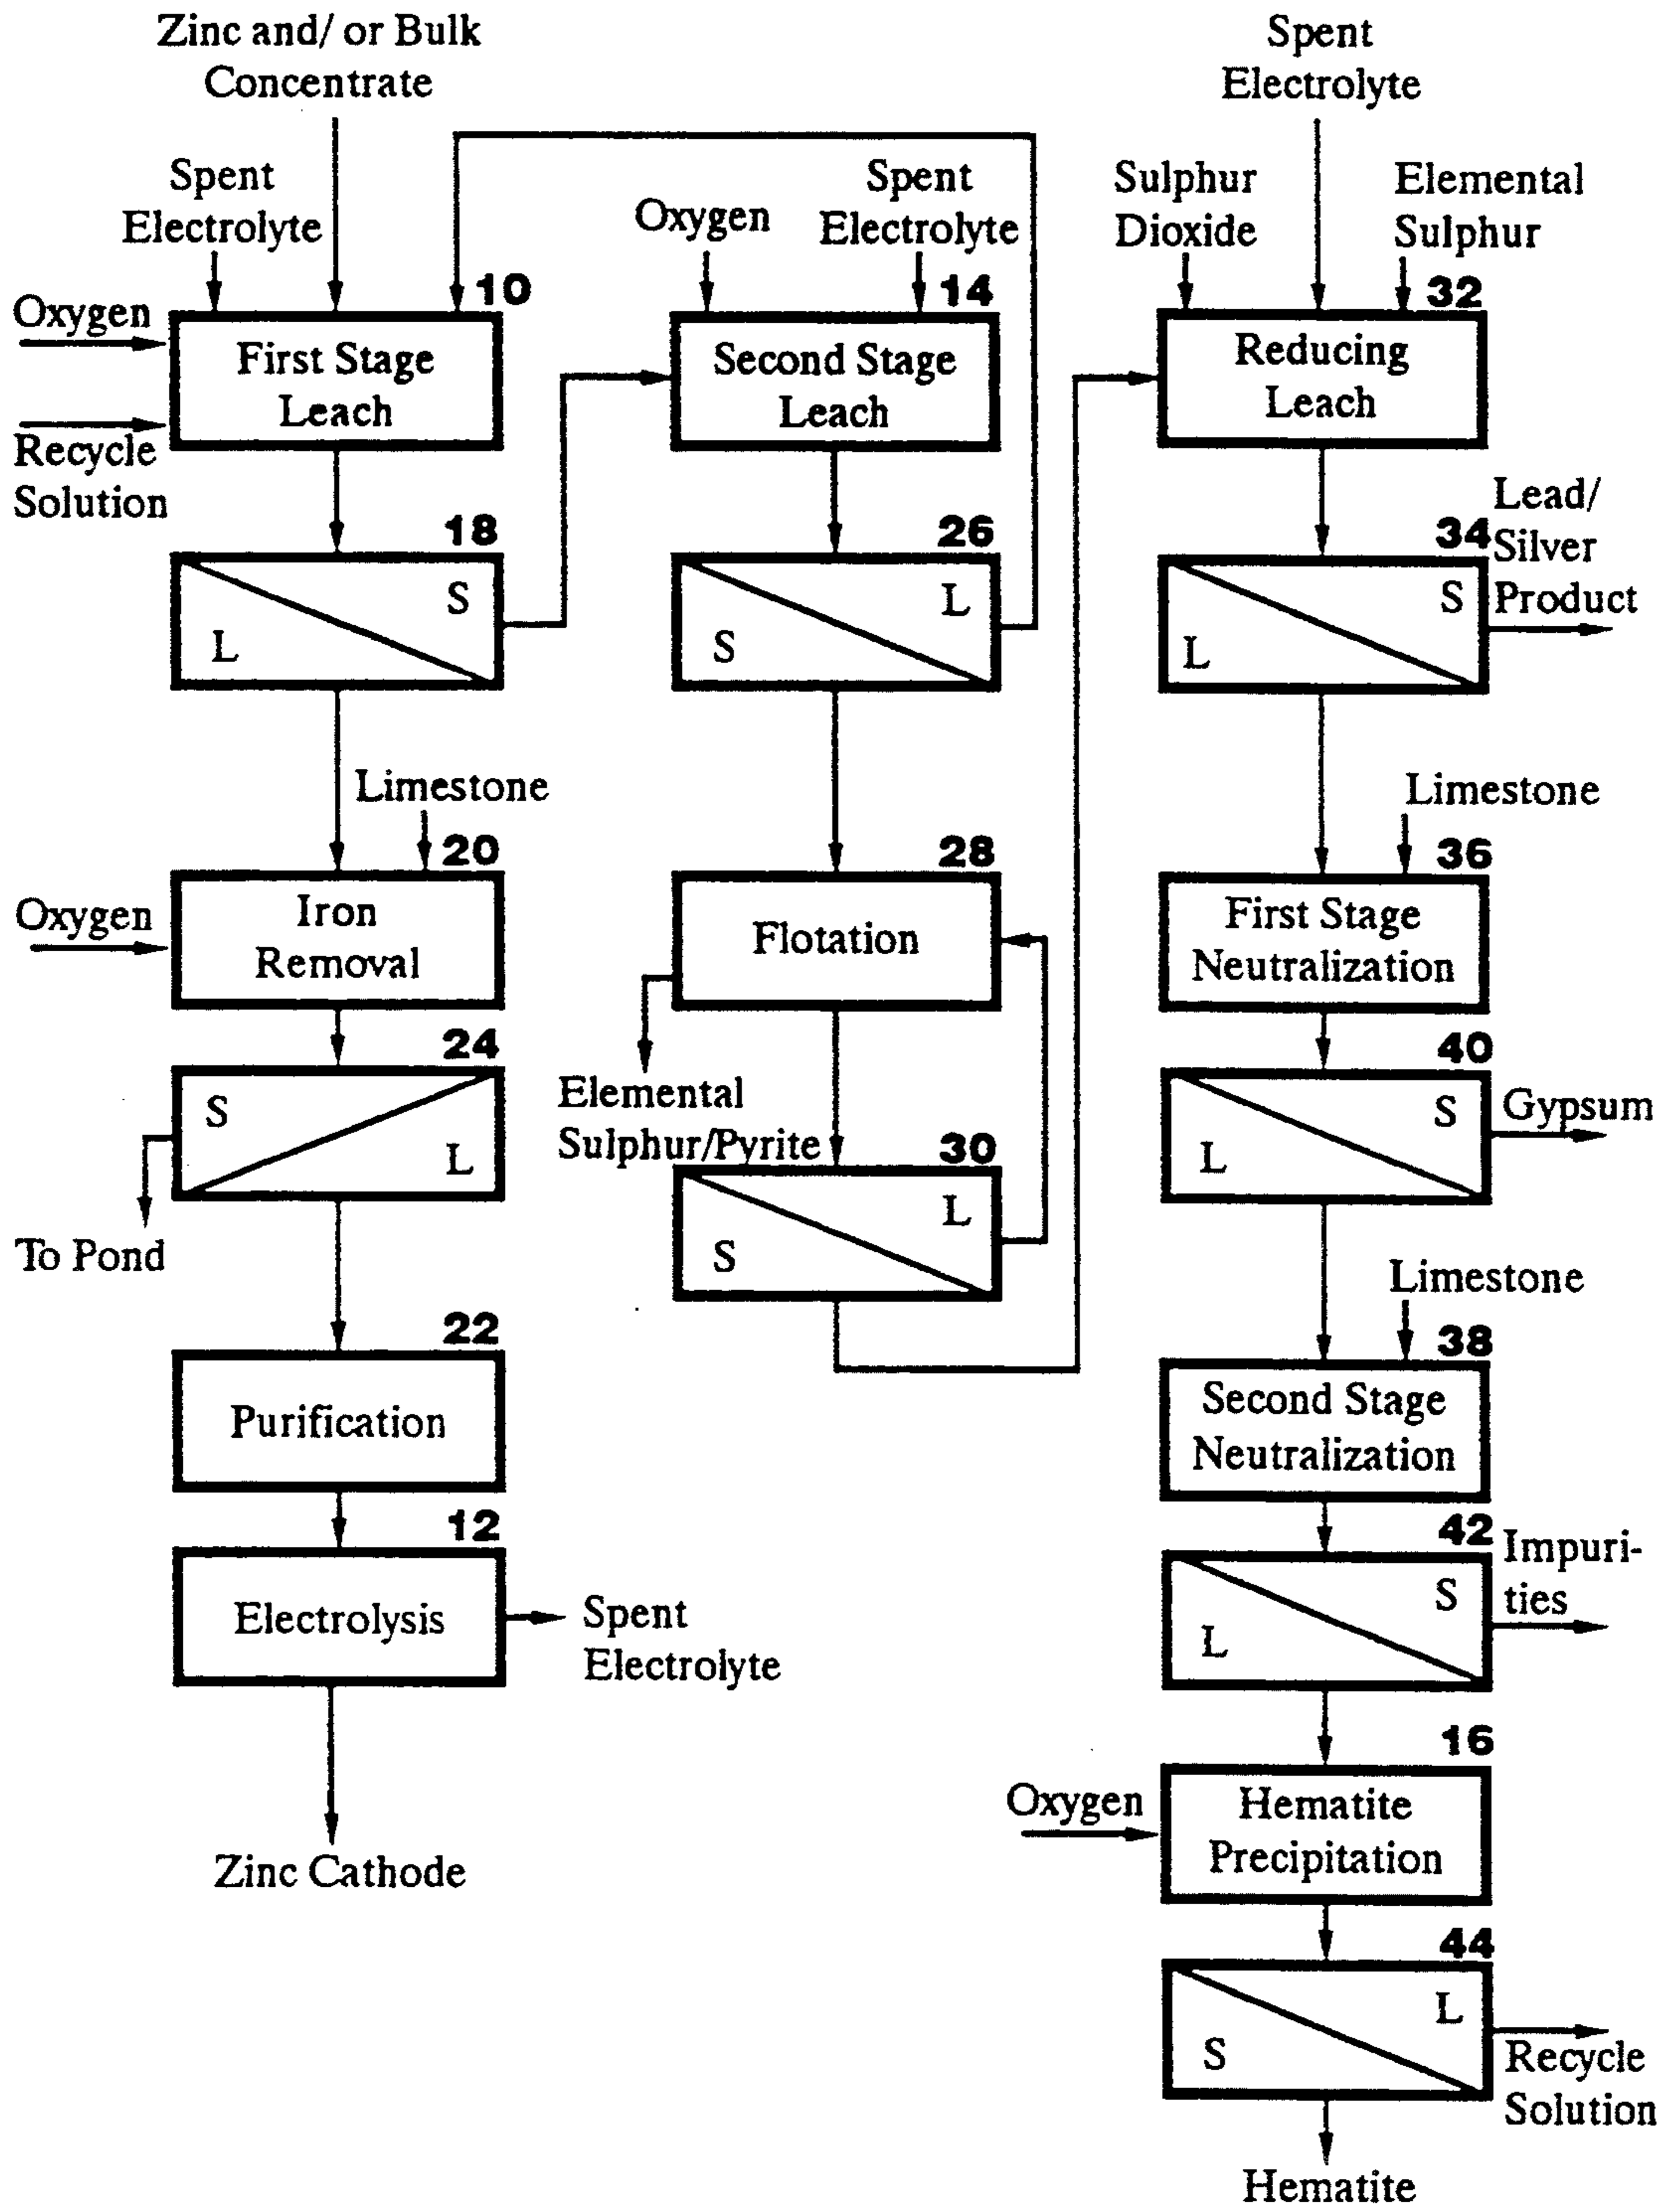 Zinc and/ or Bulk
Concentrate
Spent
Electrolyte
Oxygen
Recycle
Solution
10
First Stage
Leach
18
S
L
Limestone
20
Oxygen
Iron
Removal
24
S
L
To Pond
22
Purification
12
Electrolysis
Spent
Electrolyte
Zinc Cathode
Oxygen
Spent
Electrolyte
14
Second Stage
Leach
26
L
S
28
Flotation
Elemental
Sulphur/Pyrite
30
L
S
Spent
Electrolyte
Sulphur
Dioxide
Elemental
Sulphur
32
Reducing
Leach
34
Lead/
Silver
Product
S
L
Limestone
36
First Stage
Neutralization
40
S
L
Gypsum
Limestone
38
Second Stage
Neutralization
42
S
L
Impuri-
ties
16
Oxygen
Hematite
Precipitation
44
L
S
Recycle
Solution
Hematite